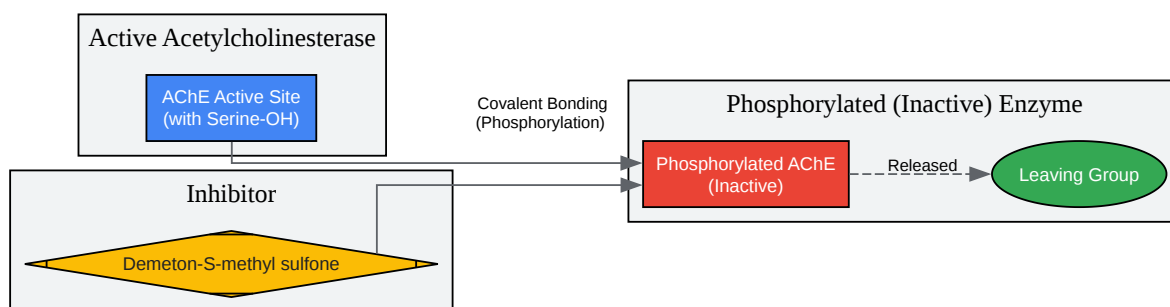 Active Acetylcholinesterase
AChE Active Site
(with Serine-OH)
Covalent Bonding
(Phosphorylation)
Phosphorylated (Inactive) Enzyme
Phosphorylated AChE
(Inactive)
Released
Leaving Group
Inhibitor
Demeton-S-methyl sulfone